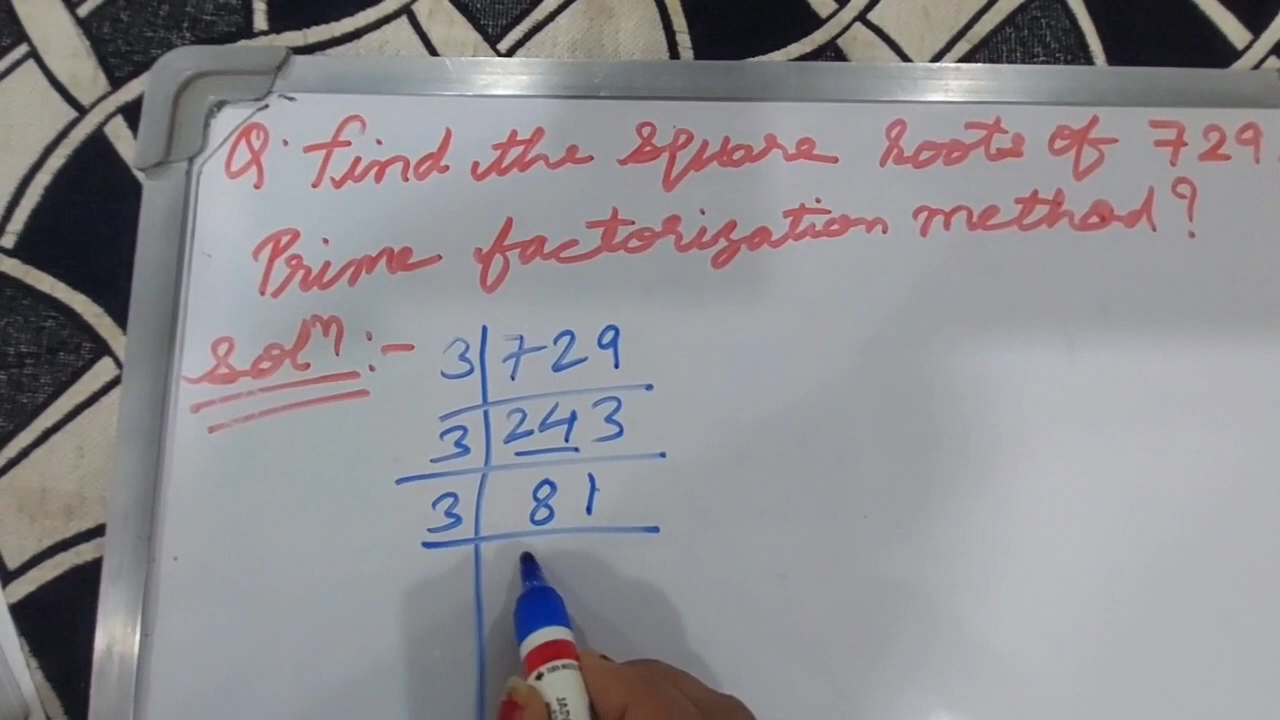 Q. find the square roots of 729.
Prime factorization method?
Solⁿ :- 3 | 729
3 | 243
3 | 81